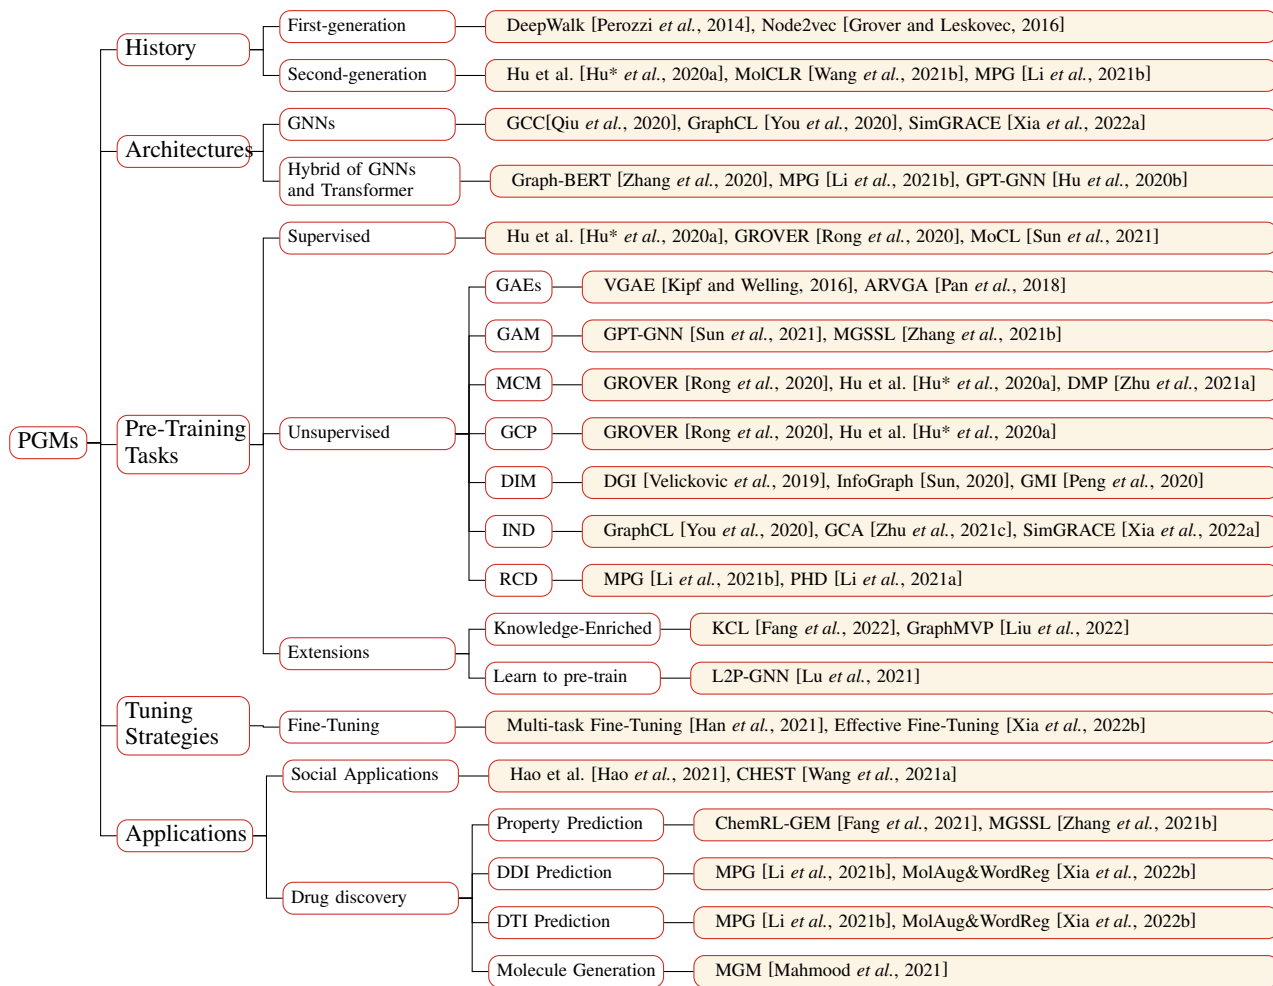 PGMs
History
First-generation
DeepWalk [Perozzi et al., 2014], Node2vec [Grover and Leskovec, 2016]
Second-generation
Hu et al. [Hu* et al., 2020a], MolCLR [Wang et al., 2021b], MPG [Li et al., 2021b]
Architectures
GNNs
GCC[Qiu et al., 2020], GraphCL [You et al., 2020], SimGRACE [Xia et al., 2022a]
Hybrid of GNNs
and Transformer
Graph-BERT [Zhang et al., 2020], MPG [Li et al., 2021b], GPT-GNN [Hu et al., 2020b]
Pre-Training
Tasks
Supervised
Hu et al. [Hu* et al., 2020a], GROVER [Rong et al., 2020], MoCL [Sun et al., 2021]
Unsupervised
GAEs
VGAE [Kipf and Welling, 2016], ARVGA [Pan et al., 2018]
GAM
GPT-GNN [Sun et al., 2021], MGSSL [Zhang et al., 2021b]
MCM
GROVER [Rong et al., 2020], Hu et al. [Hu* et al., 2020a], DMP [Zhu et al., 2021a]
GCP
GROVER [Rong et al., 2020], Hu et al. [Hu* et al., 2020a]
DIM
DGI [Velickovic et al., 2019], InfoGraph [Sun, 2020], GMI [Peng et al., 2020]
IND
GraphCL [You et al., 2020], GCA [Zhu et al., 2021c], SimGRACE [Xia et al., 2022a]
RCD
MPG [Li et al., 2021b], PHD [Li et al., 2021a]
Extensions
Knowledge-Enriched
KCL [Fang et al., 2022], GraphMVP [Liu et al., 2022]
Learn to pre-train
L2P-GNN [Lu et al., 2021]
Tuning
Strategies
Fine-Tuning
Multi-task Fine-Tuning [Han et al., 2021], Effective Fine-Tuning [Xia et al., 2022b]
Applications
Social Applications
Hao et al. [Hao et al., 2021], CHEST [Wang et al., 2021a]
Drug discovery
Property Prediction
ChemRL-GEM [Fang et al., 2021], MGSSL [Zhang et al., 2021b]
DDI Prediction
MPG [Li et al., 2021b], MolAug&WordReg [Xia et al., 2022b]
DTI Prediction
MPG [Li et al., 2021b], MolAug&WordReg [Xia et al., 2022b]
Molecule Generation
MGM [Mahmood et al., 2021]